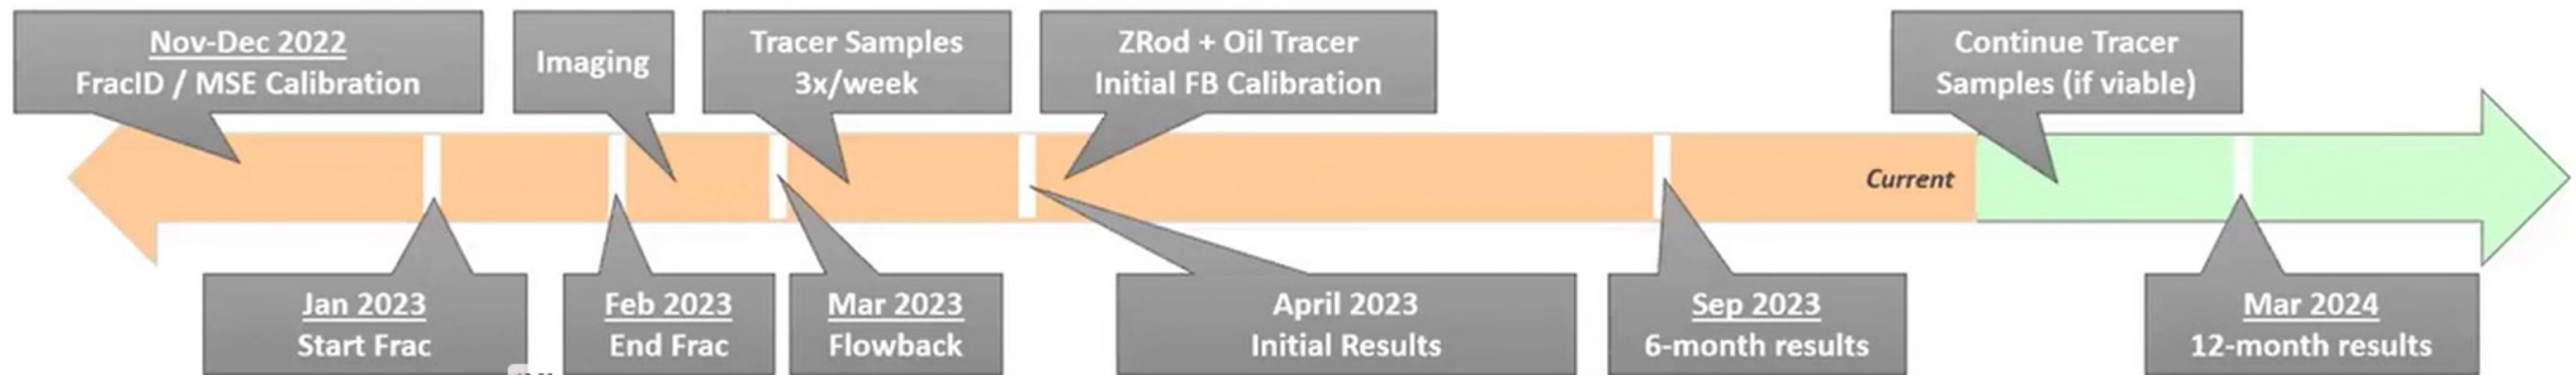 Nov-Dec 2022
FracID / MSE Calibration
Imaging
Tracer Samples
3x/week
ZRod + Oil Tracer
Initial FB Calibration
Continue Tracer
Samples (if viable)
Current
Jan 2023
Start Frac
Feb 2023
End Frac
Mar 2023
Flowback
April 2023
Initial Results
Sep 2023
6-month results
Mar 2024
12-month results